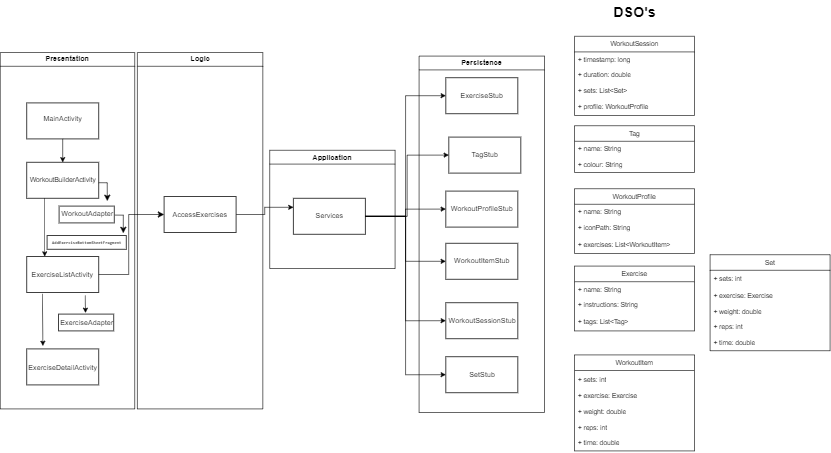 DSO's
Presentation
MainActivity
WorkoutBuilderActivity
WorkoutAdapter
AddExerciseBottomSheetFragment
ExerciseListActivity
ExerciseAdapter
ExerciseDetailActivity
Logic
AccessExercises
Application
Services
Persistence
ExerciseStub
TagStub
WorkoutProfileStub
WorkoutItemStub
WorkoutSessionStub
SetStub
WorkoutSession
+ timestamp: long
+ duration: double
+ sets: List<Set>
+ profile: WorkoutProfile
Tag
+ name: String
+ colour: String
WorkoutProfile
+ name: String
+ iconPath: String
+ exercises: List<WorkoutItem>
Exercise
+ name: String
+ instructions: String
+ tags: List<Tag>
WorkoutItem
+ sets: int
+ exercise: Exercise
+ weight: double
+ reps: int
+ time: double
Set
+ sets: int
+ exercise: Exercise
+ weight: double
+ reps: int
+ time: double